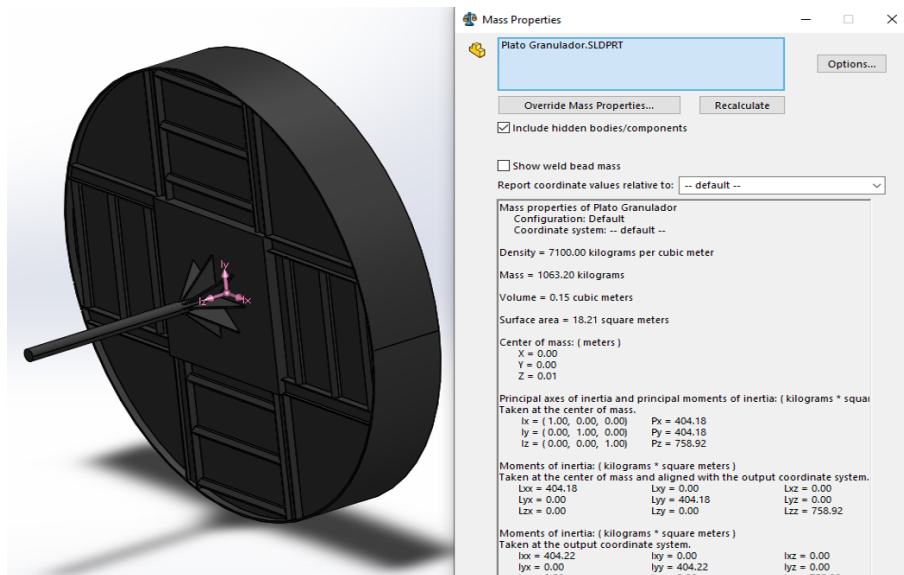 Mass Properties
Plato Granulador.SLDPRT
Options...
Override Mass Properties...
Recalculate
Include hidden bodies/components
Show weld bead mass
Report coordinate values relative to: -- default --
Mass properties of Plato Granulador
Configuration: Default
Coordinate system: -- default --
Density = 7100.00 kilograms per cubic meter
Mass = 1063.20 kilograms
Volume = 0.15 cubic meters
Surface area = 18.21 square meters
Center of mass: ( meters )
X = 0.00
Y = 0.00
Z = 0.01
Principal axes of inertia and principal moments of inertia: ( kilograms * squar
Taken at the center of mass.
Ix = ( 1.00, 0.00, 0.00) Px = 404.18
Iy = ( 0.00, 1.00, 0.00) Py = 404.18
Iz = ( 0.00, 0.00, 1.00) Pz = 758.92
Moments of inertia: ( kilograms * square meters )
Taken at the center of mass and aligned with the output coordinate system.
Lxx = 404.18 Lxy = 0.00 Lxz = 0.00
Lyx = 0.00 Lyy = 404.18 Lyz = 0.00
Lzx = 0.00 Lzy = 0.00 Lzz = 758.92
Moments of inertia: ( kilograms * square meters )
Taken at the output coordinate system.
Ixx = 404.22 Ixy = 0.00 Ixz = 0.00
Iyx = 0.00 Iyy = 404.22 Iyz = 0.00
Iy
Iz
Ix